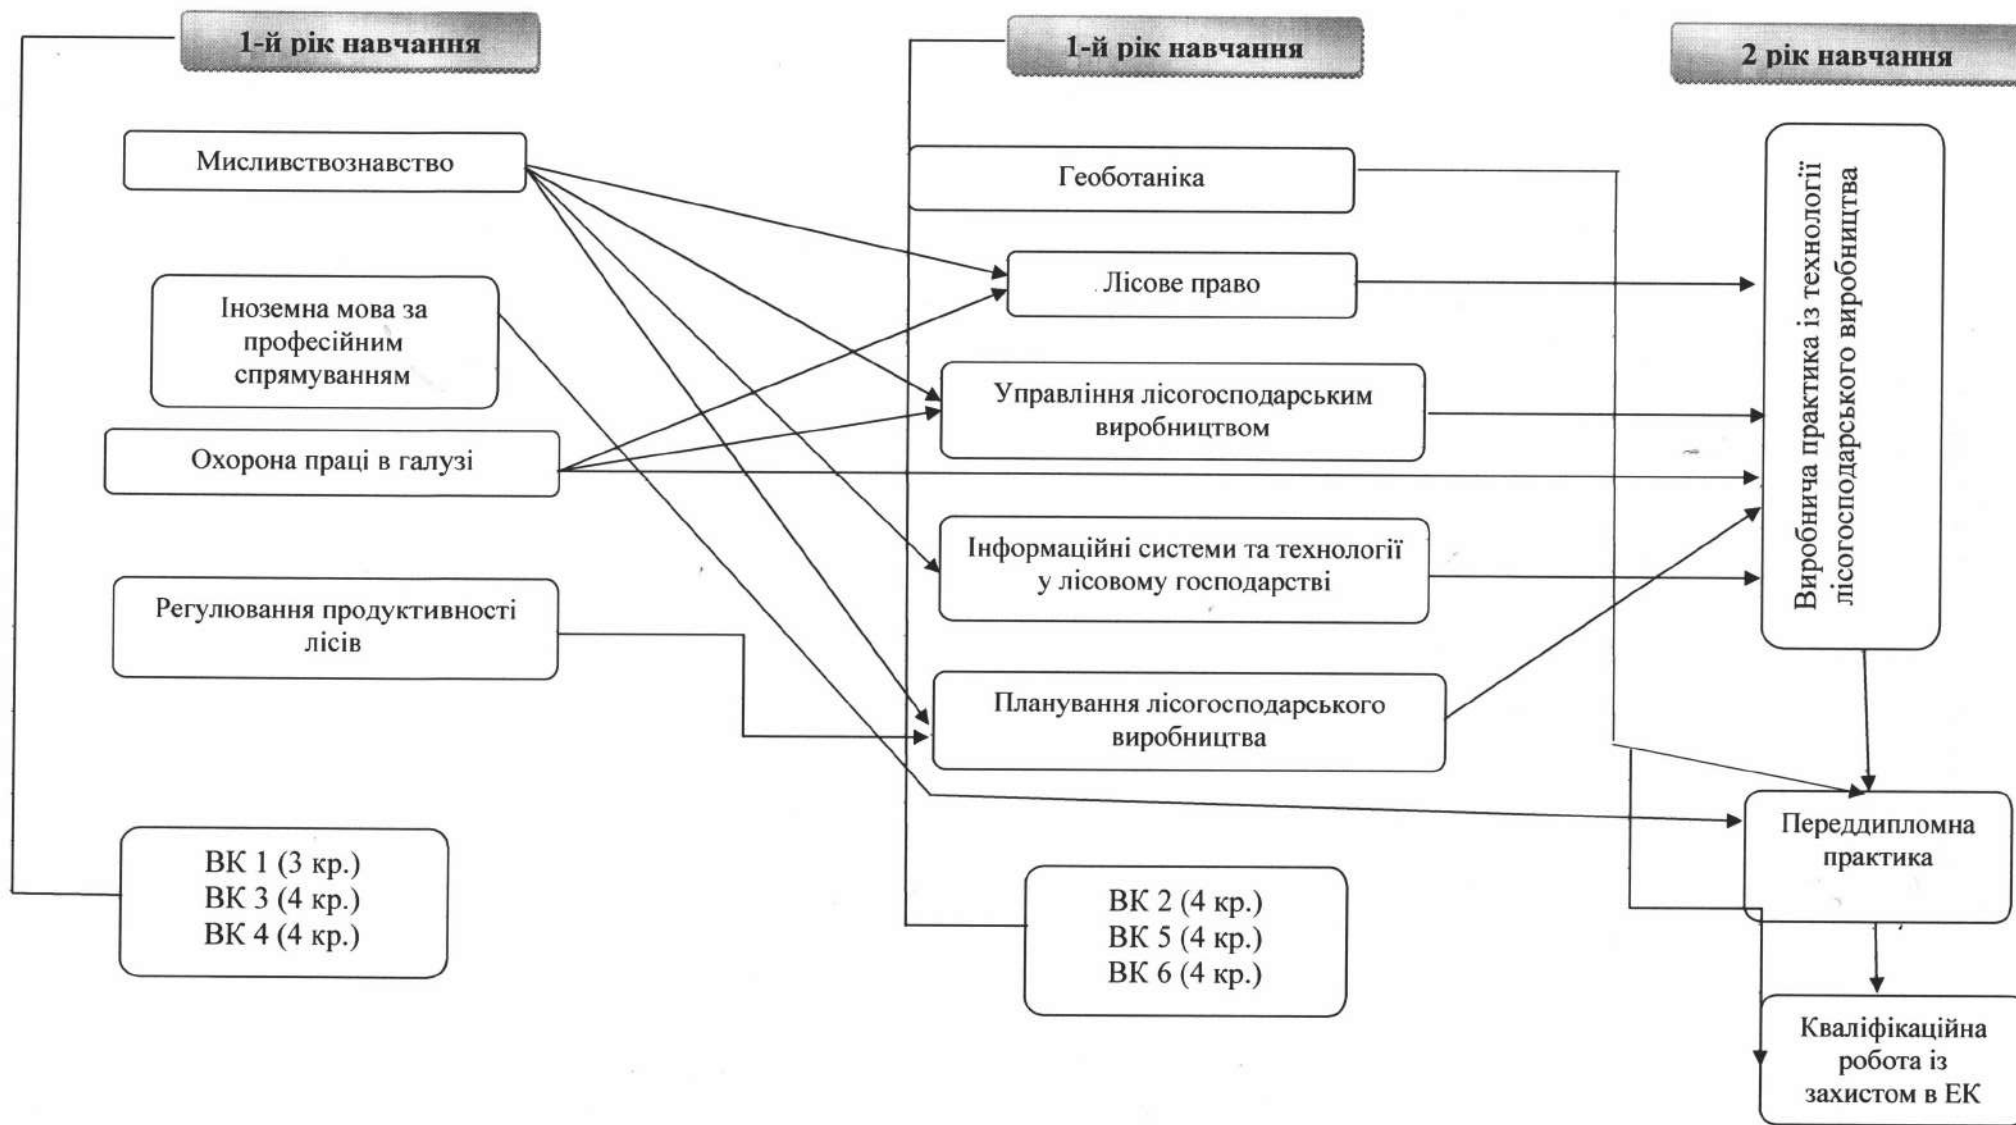 1-й рік навчання
Мисливствознавство
Іноземна мова за
професійним
спрямуванням
Охорона праці в галузі
Регулювання продуктивності
лісів
ВК 1 (3 кр.)
ВК 3 (4 кр.)
ВК 4 (4 кр.)
1-й рік навчання
Геоботаніка
Лісове право
Управління лісогосподарським
виробництвом
Інформаційні системи та технології
у лісовому господарстві
Планування лісогосподарського
виробництва
ВК 2 (4 кр.)
ВК 5 (4 кр.)
ВК 6 (4 кр.)
2 рік навчання
Виробнича практика із технології
лісогосподарського виробництва
Переддипломна
практика
Кваліфікаційна
робота із
захистом в ЕК